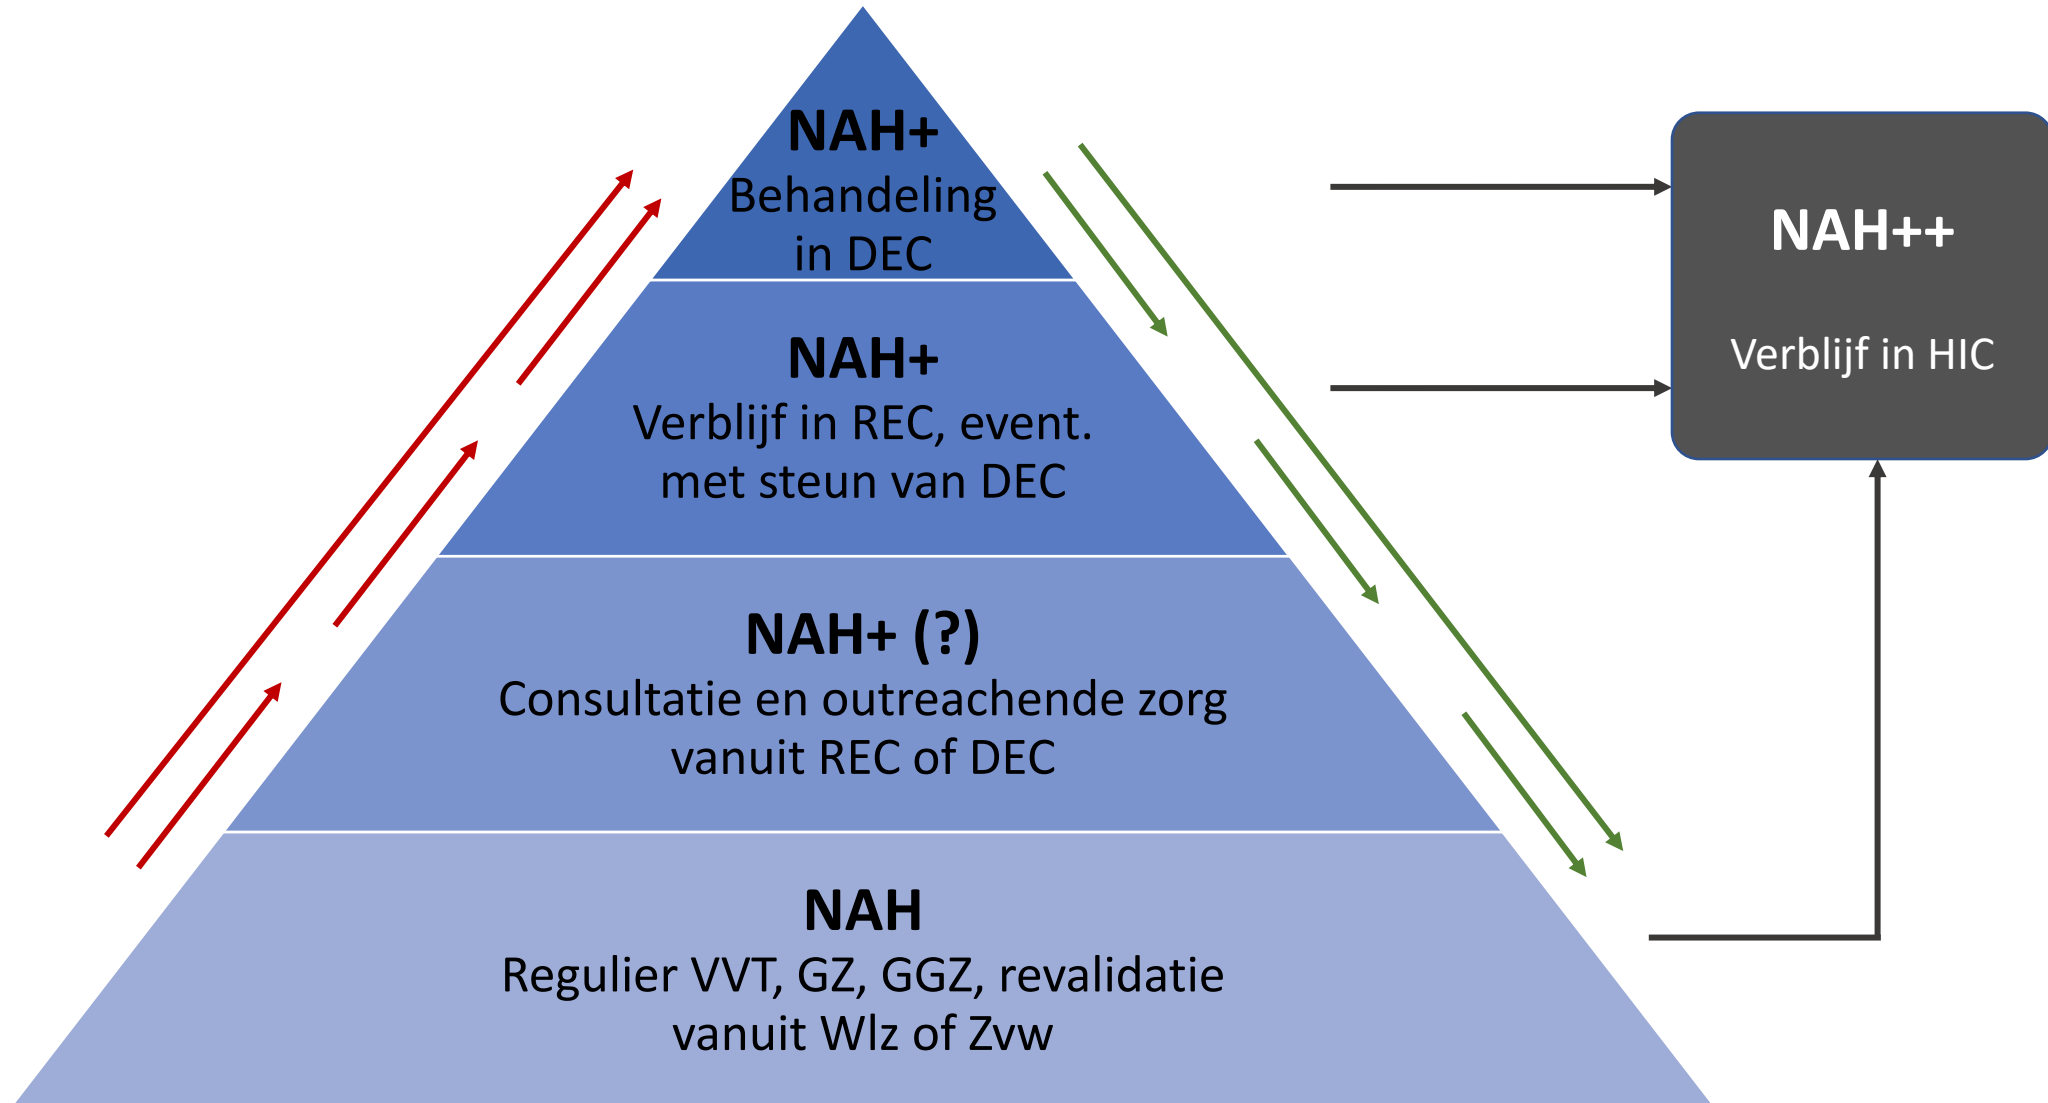 NAH+
Behandeling
in DEC
NAH+
Verblijf in REC, event.
met steun van DEC
NAH+ (?)
Consultatie en outreachende zorg
vanuit REC of DEC
NAH
Regulier VVT, GZ, GGZ, revalidatie
vanuit Wlz of Zvw
NAH++
Verblijf in HIC